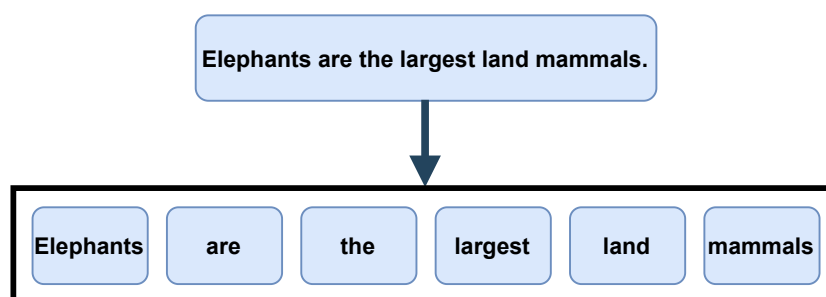 Elephants are the largest land mammals.
Elephants are the largest land mammals